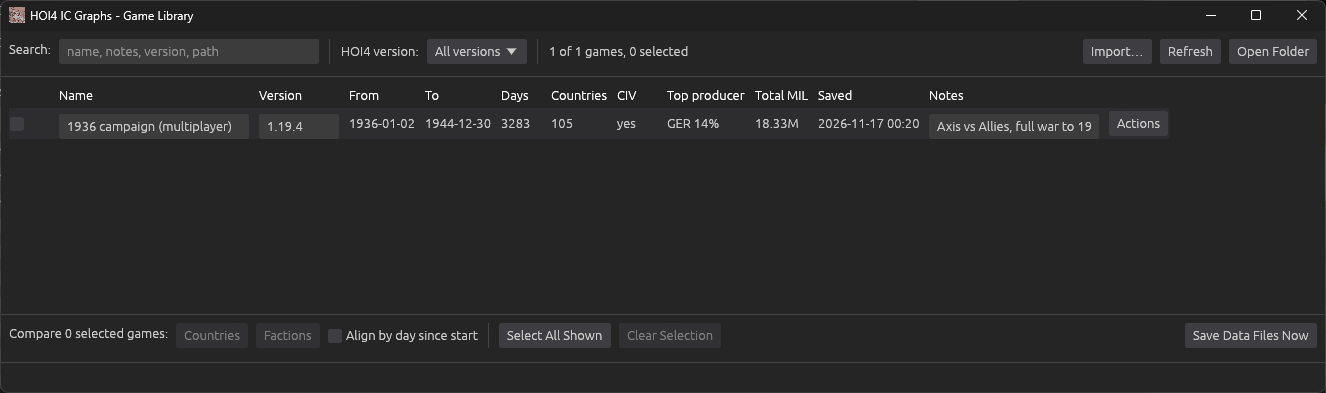 HOI4 IC Graphs - Game Library
Search: name, notes, version, path HOI4 version: All versions 1 of 1 games, 0 selected Import... Refresh Open Folder
Name Version From To Days Countries CIV Top producer Total MIL Saved Notes
1936 campaign (multiplayer) 1.19.4 1936-01-02 1944-12-30 3283 105 yes GER 14% 18.33M 2026-11-17 00:20 Axis vs Allies, full war to 19 Actions
Compare 0 selected games: Countries Factions Align by day since start Select All Shown Clear Selection Save Data Files Now